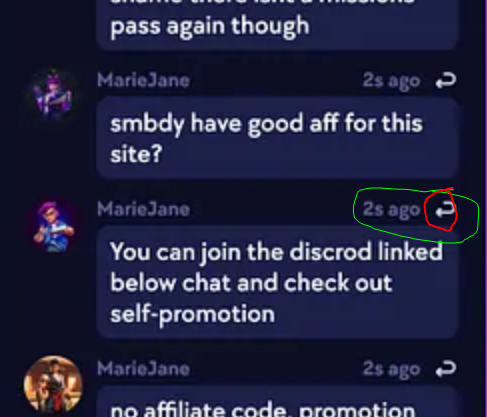 shame there isnt a missions
pass again though
MarieJane 2s ago
smbdy have good aff for this
site?
MarieJane 2s ago
You can join the discrod linked
below chat and check out
self-promotion
MarieJane 2s ago
no affiliate code, promotion